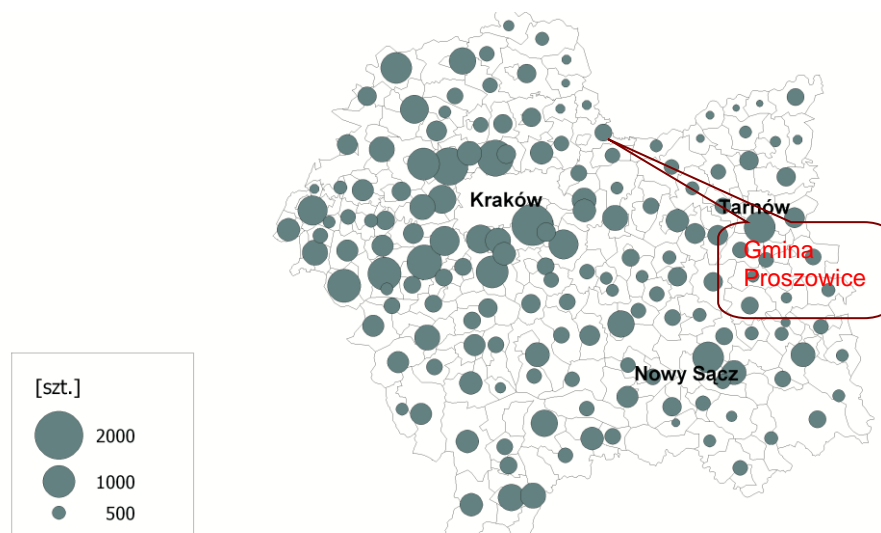 Kraków
Tarnów
Gmina
Proszowice
Nowy Sącz
[szt.]
2000
1000
500